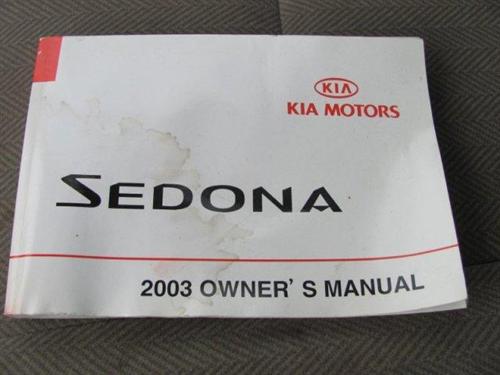 KIA
KIA MOTORS
SEDONA
2003 OWNER' S MANUAL